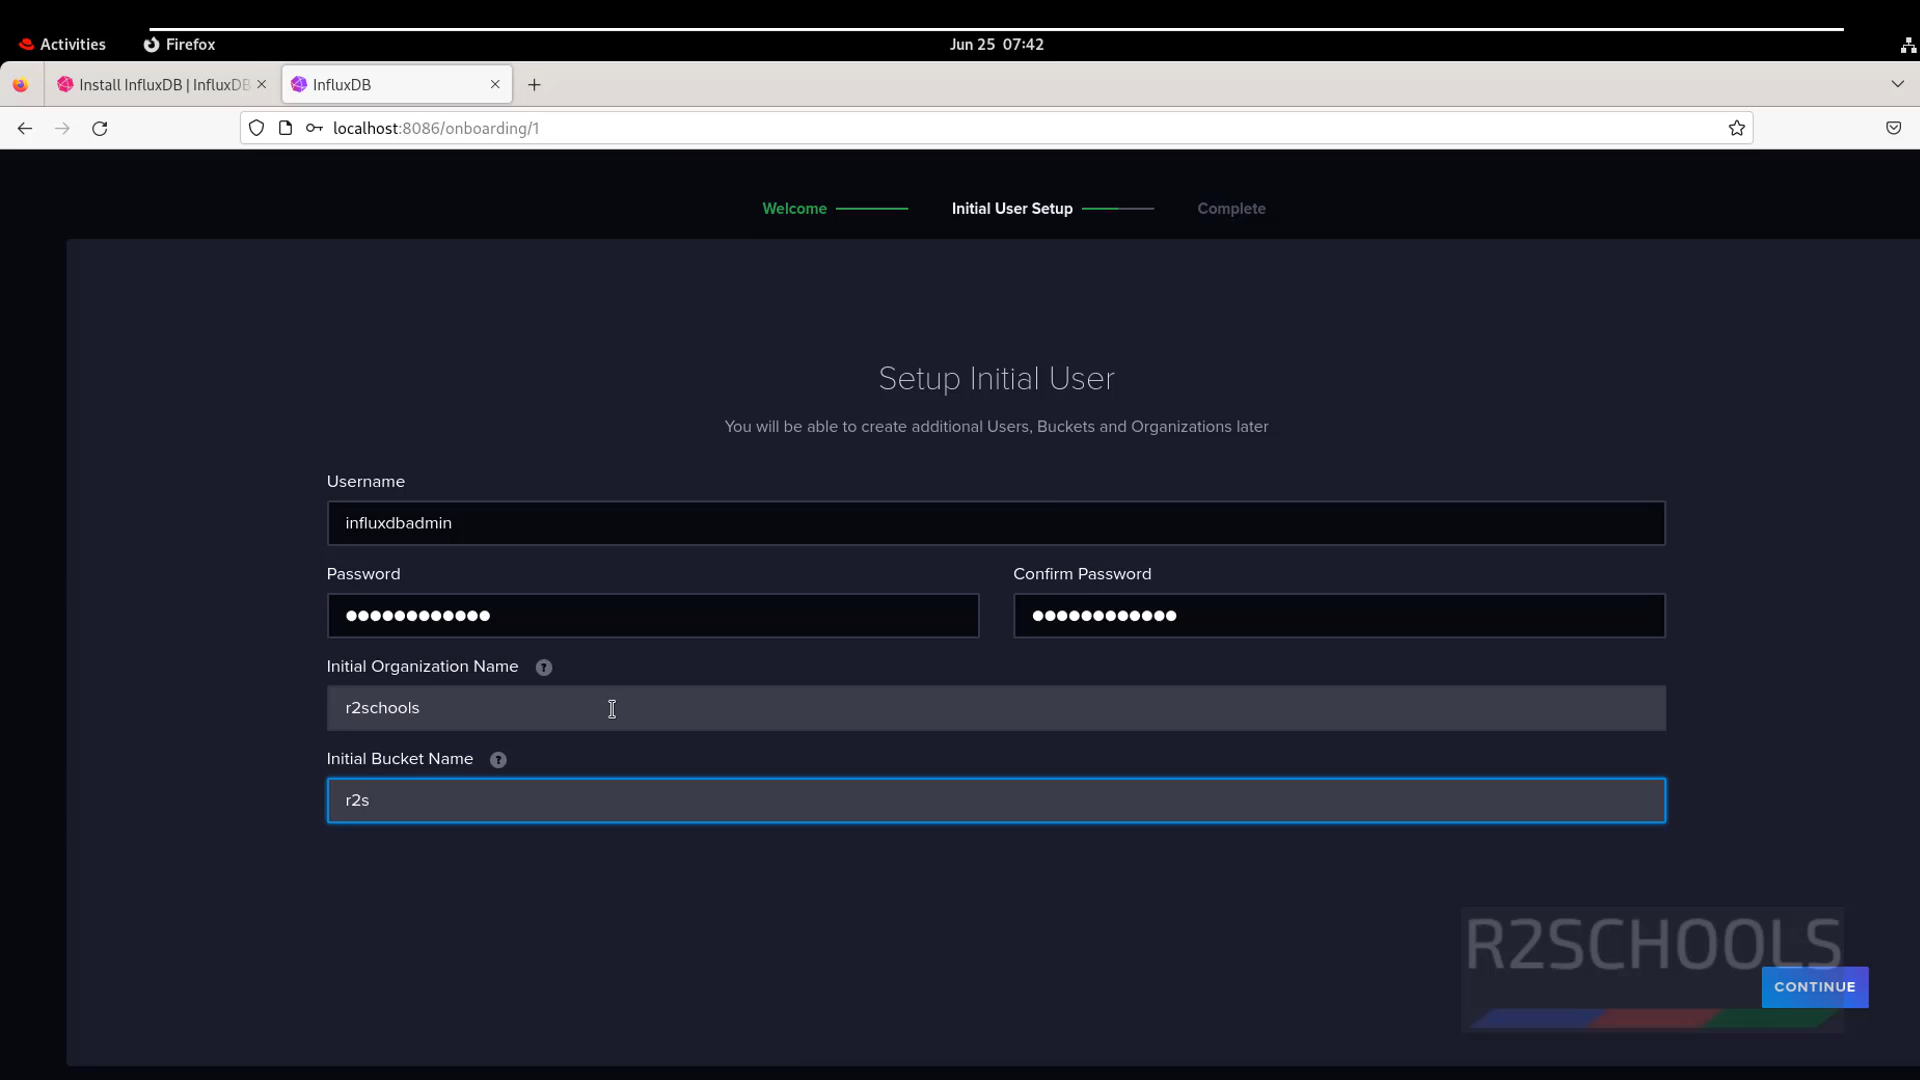 Activities
Firefox
Jun 25 07:42
Install InfluxDB | InfluxDB
InfluxDB
localhost:8086/onboarding/1
Welcome
Initial User Setup
Complete
Setup Initial User
You will be able to create additional Users, Buckets and Organizations later
Username
influxdbadmin
Password
Confirm Password
●●●●●●●●●●●●
●●●●●●●●●●●●
Initial Organization Name ?
r2schools
Initial Bucket Name ?
r2s
R2SCHOOLS
CONTINUE